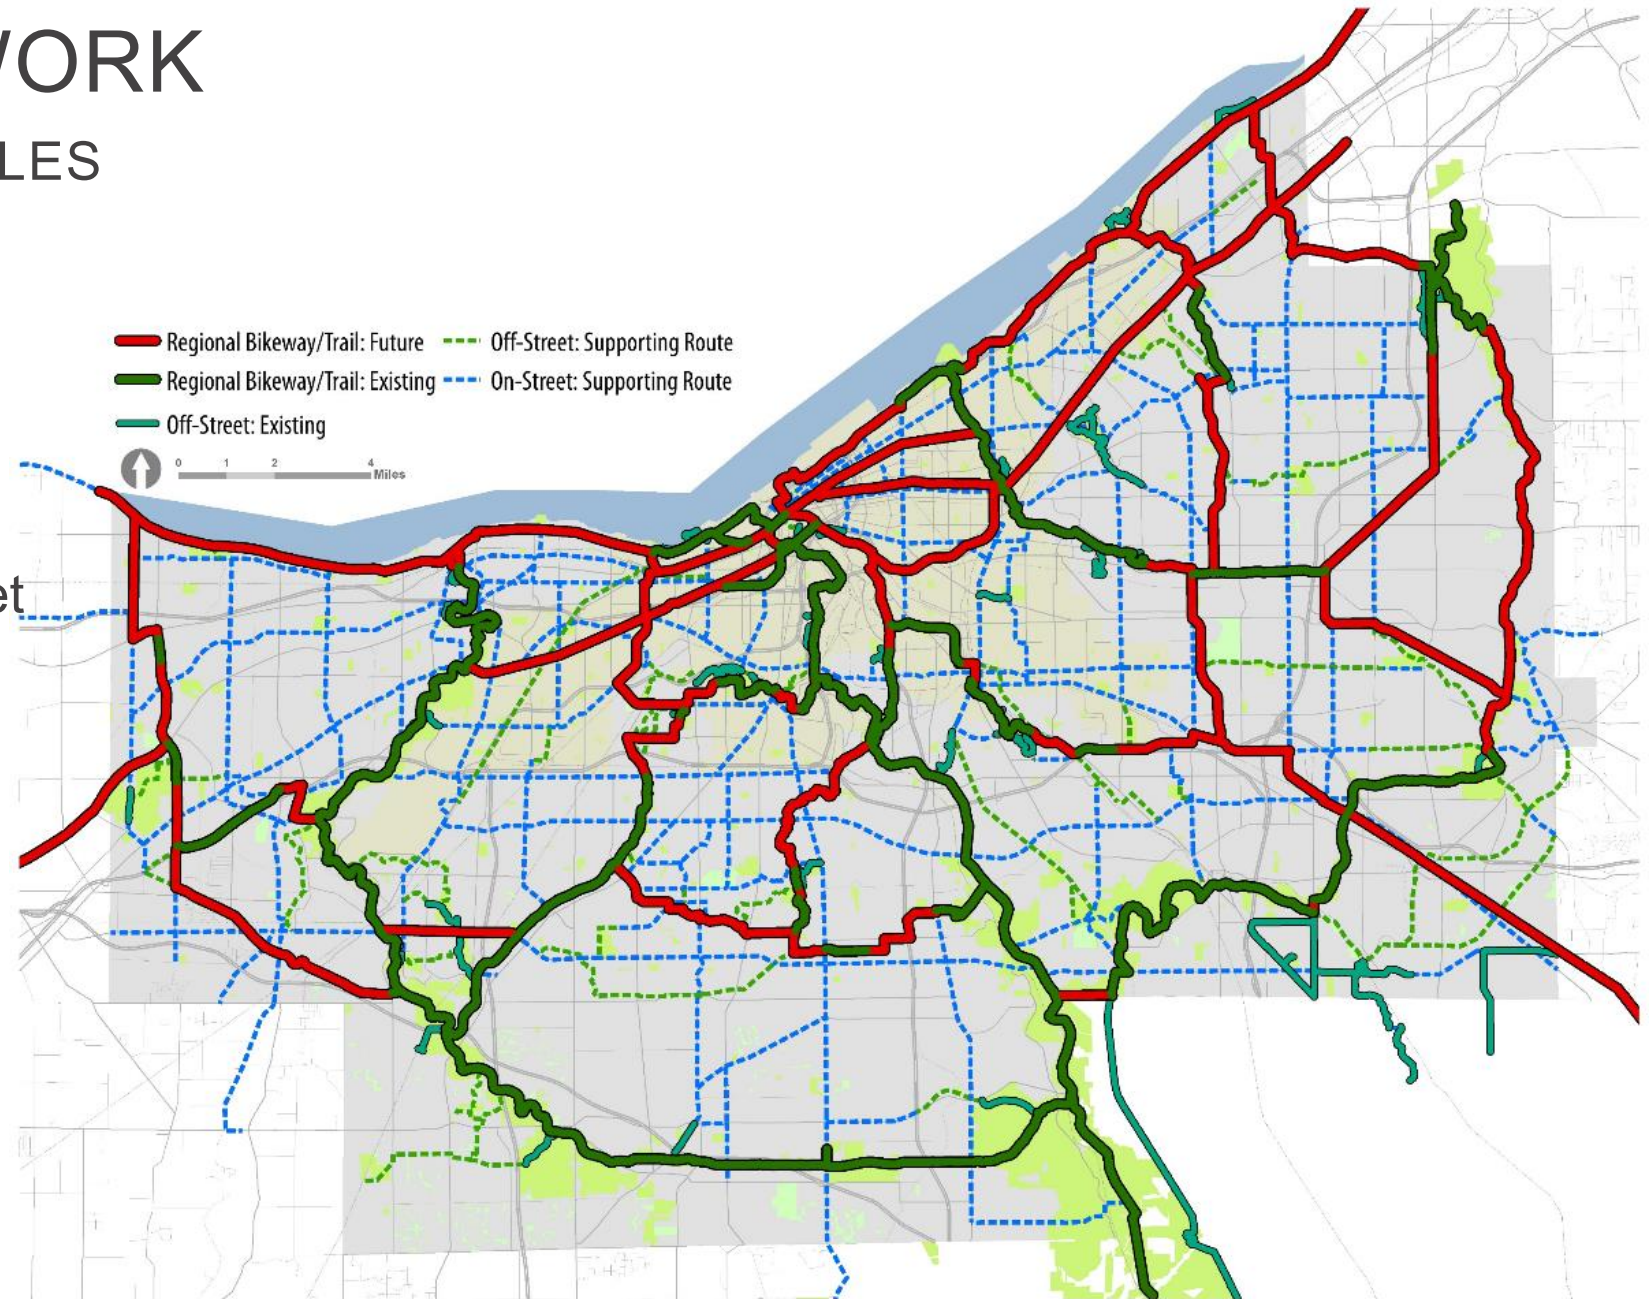 WORK
LES
Regional Bikeway/Trail: Future
Off-Street: Supporting Route
Regional Bikeway/Trail: Existing
On-Street: Supporting Route
Off-Street: Existing
0 1 2 4
Miles
et